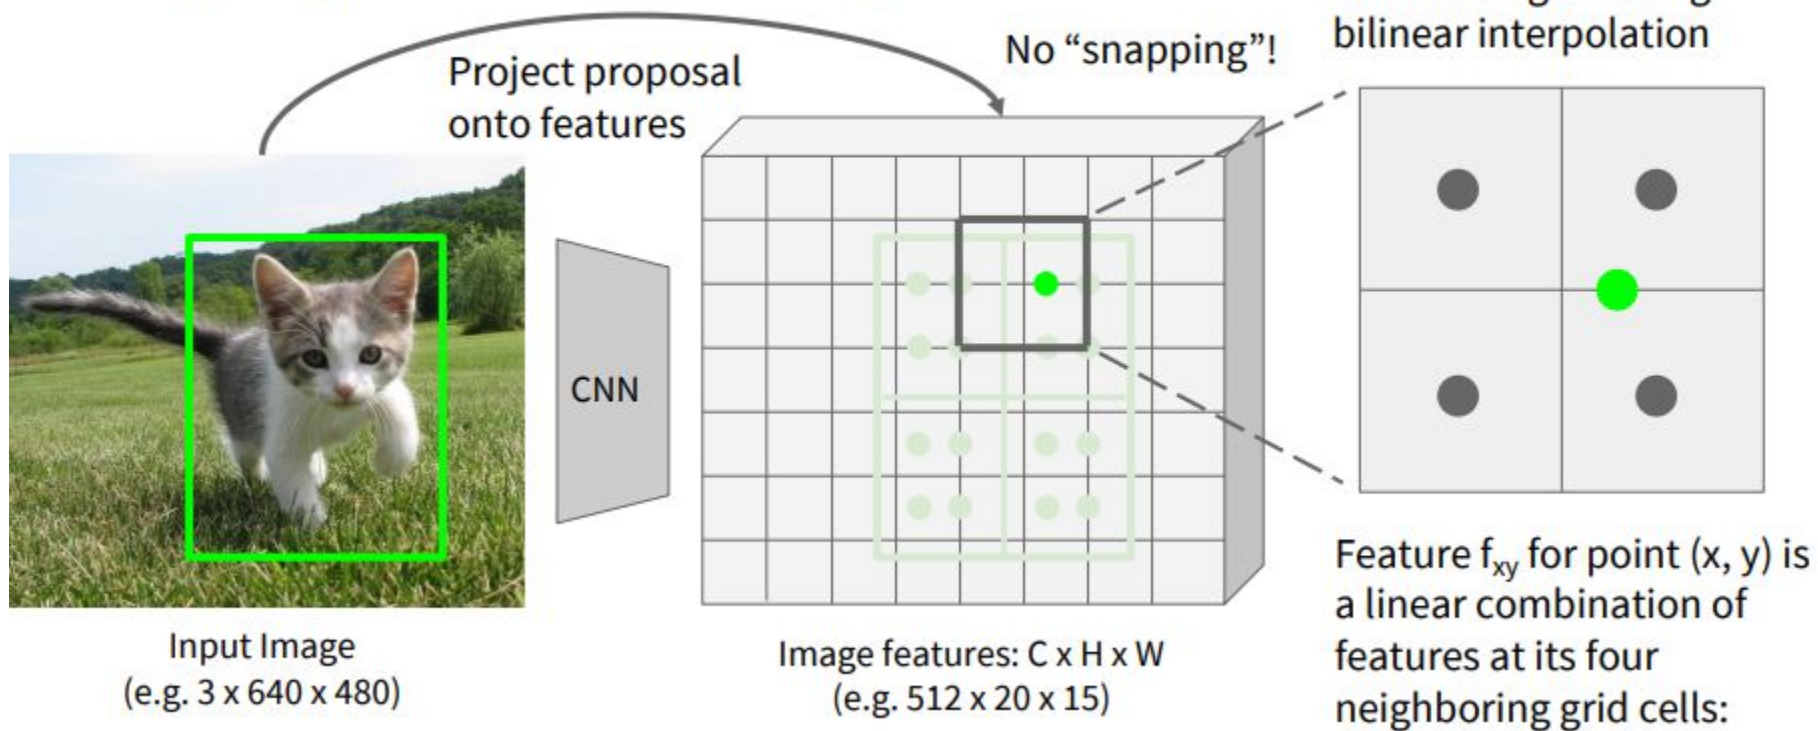 No “snapping”!
bilinear interpolation
Project proposal
onto features
CNN
Input Image
(e.g. 3 x 640 x 480)
Image features: C x H x W
(e.g. 512 x 20 x 15)
Feature fxy for point (x, y) is
a linear combination of
features at its four
neighboring grid cells: